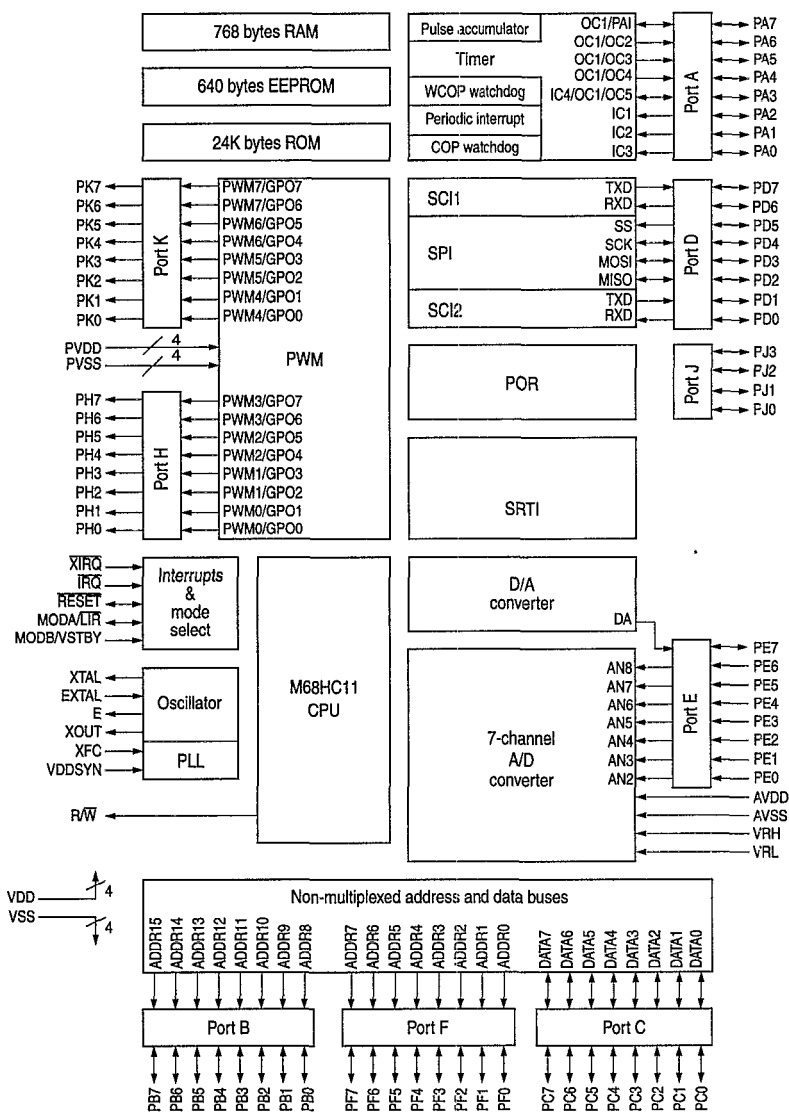 768 bytes RAM
640 bytes EEPROM
24K bytes ROM
Pulse accumulator
Timer
WCOP watchdog
Periodic interrupt
COP watchdog
OC1/PAI
OC1/OC2
OC1/OC3
OC1/OC4
IC4/OC1/OC5
IC1
IC2
IC3
Port A
PA7
PA6
PA5
PA4
PA3
PA2
PA1
PA0
PK7
PK6
PK5
PK4
PK3
PK2
PK1
PK0
Port K
PWM7/GPO7
PWM7/GPO6
PWM6/GPO5
PWM6/GPO4
PWM5/GPO3
PWM5/GPO2
PWM4/GPO1
PWM4/GPO0
PVDD
4
PVSS
4
PWM
PH7
PH6
PH5
PH4
PH3
PH2
PH1
PH0
Port H
PWM3/GPO7
PWM3/GPO6
PWM2/GPO5
PWM2/GPO4
PWM1/GPO3
PWM1/GPO2
PWM0/GPO1
PWM0/GPO0
SCI1
SPI
SCI2
TXD
RXD
SS
SCK
MOSI
MISO
TXD
RXD
Port D
PD7
PD6
PD5
PD4
PD3
PD2
PD1
PD0
POR
Port J
PJ3
PJ2
PJ1
PJ0
SRTI
XIRQ
IRQ
RESET
MODA/LIR
MODB/VSTBY
Interrupts
&
mode
select
XTAL
EXTAL
E
XOUT
XFC
VDDSYN
Oscillator
PLL
R/W
M68HC11
CPU
D/A
converter
DA
7-channel
A/D
converter
AN8
AN7
AN6
AN5
AN4
AN3
AN2
Port E
PE7
PE6
PE5
PE4
PE3
PE2
PE1
PE0
AVDD
AVSS
VRH
VRL
VDD
4
VSS
4
Non-multiplexed address and data buses
ADDR15
ADDR14
ADDR13
ADDR12
ADDR11
ADDR10
ADDR9
ADDR8
ADDR7
ADDR6
ADDR5
ADDR4
ADDR3
ADDR2
ADDR1
ADDR0
DATA7
DATA6
DATA5
DATA4
DATA3
DATA2
DATA1
DATA0
Port B
Port F
Port C
PB7
PB6
PB5
PB4
PB3
PB2
PB1
PB0
PF7
PF6
PF5
PF4
PF3
PF2
PF1
PF0
PC7
PC6
PC5
PC4
PC3
PC2
PC1
PC0